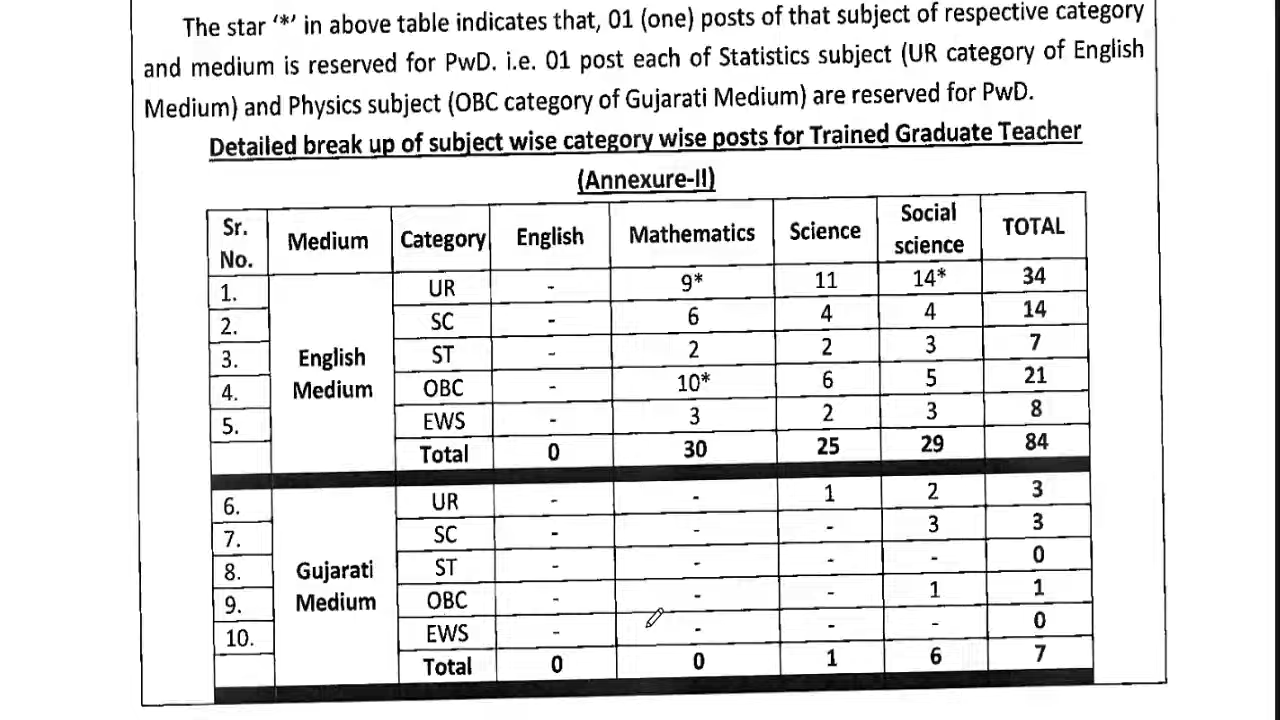 The star '*' in above table indicates that, 01 (one) posts of that subject of respective category
and medium is reserved for PwD. i.e. 01 post each of Statistics subject (UR category of English
Medium) and Physics subject (OBC category of Gujarati Medium) are reserved for PwD.
Detailed break up of subject wise category wise posts for Trained Graduate Teacher
(Annexure-II)
Sr. No. Medium Category English Mathematics Science Social science TOTAL
1. English Medium UR - 9* 11 14* 34
2. SC - 6 4 4 14
3. ST - 2 2 3 7
4. OBC - 10* 6 5 21
5. EWS - 3 2 3 8
Total 0 30 25 29 84
6. Gujarati Medium UR - - 1 2 3
7. SC - - - 3 3
8. ST - - - - 0
9. OBC - - - 1 1
10. EWS - - - - 0
Total 0 0 1 6 7